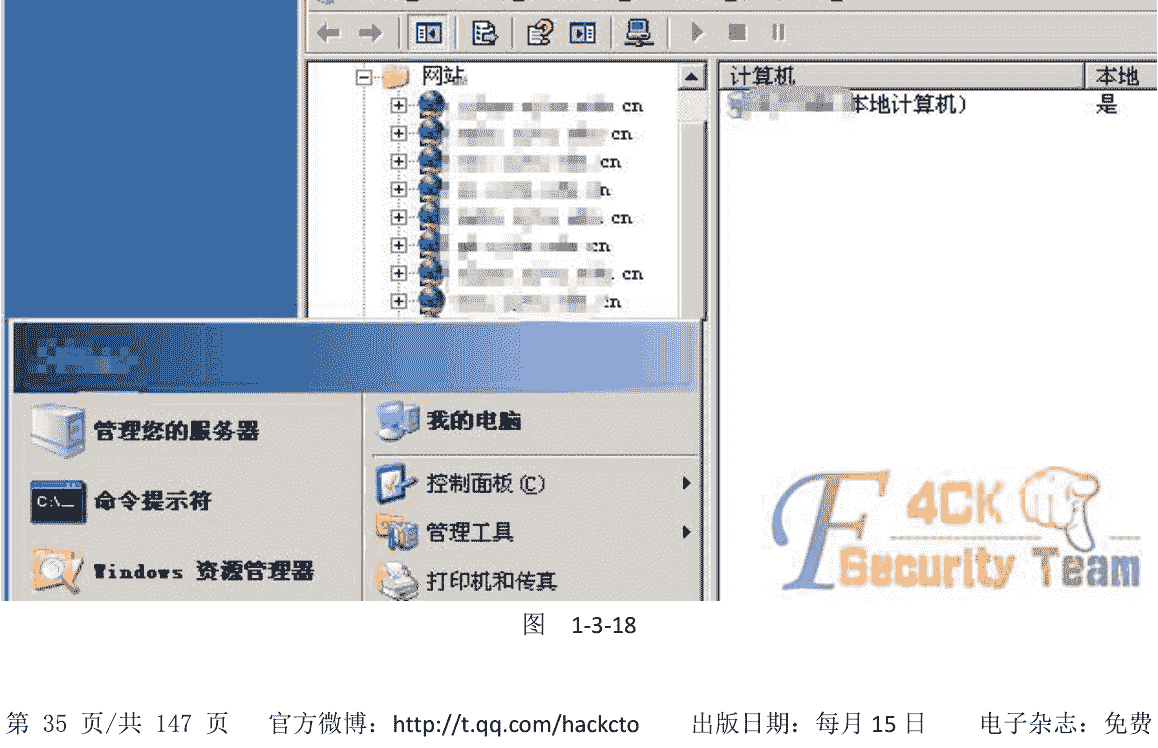 网站
计算机 本地
cn 本地计算机） 是
cn
cn
cn
cn
cn
cn
管理您的服务器 我的电脑
C:\_ 命令提示符 控制面板(C)
管理工具
Windows 资源管理器 打印机和传真
F4CK
Security Team
图 1-3-18
第 35 页/共 147 页 官方微博：http://t.qq.com/hackcto 出版日期：每月 15 日 电子杂志：免费